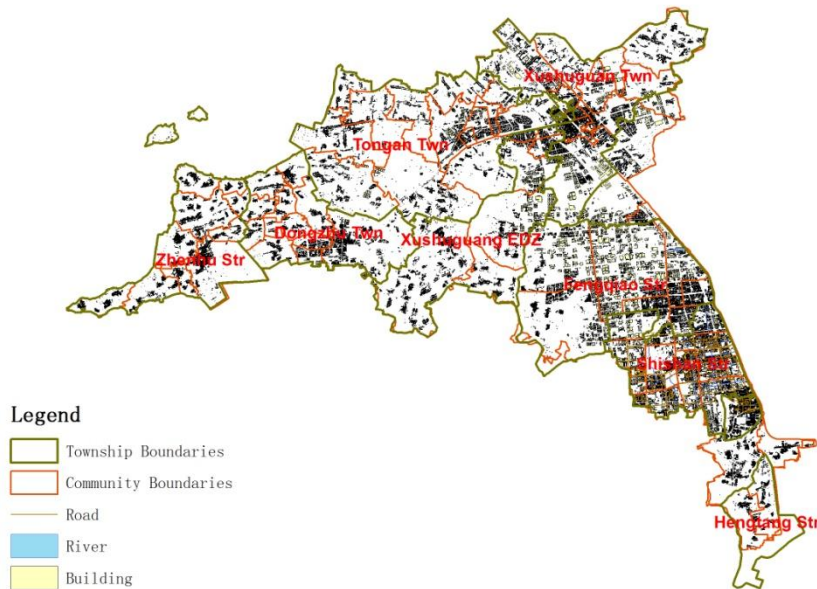 Xushuguan Twn
Tongan Twn
Dongzhu Twn
Xushuguang EDZ
Zhenhu Str
Fengqiao Str
Shishan Str
Hengtang Str
Legend
Township Boundaries
Community Boundaries
Road
River
Building